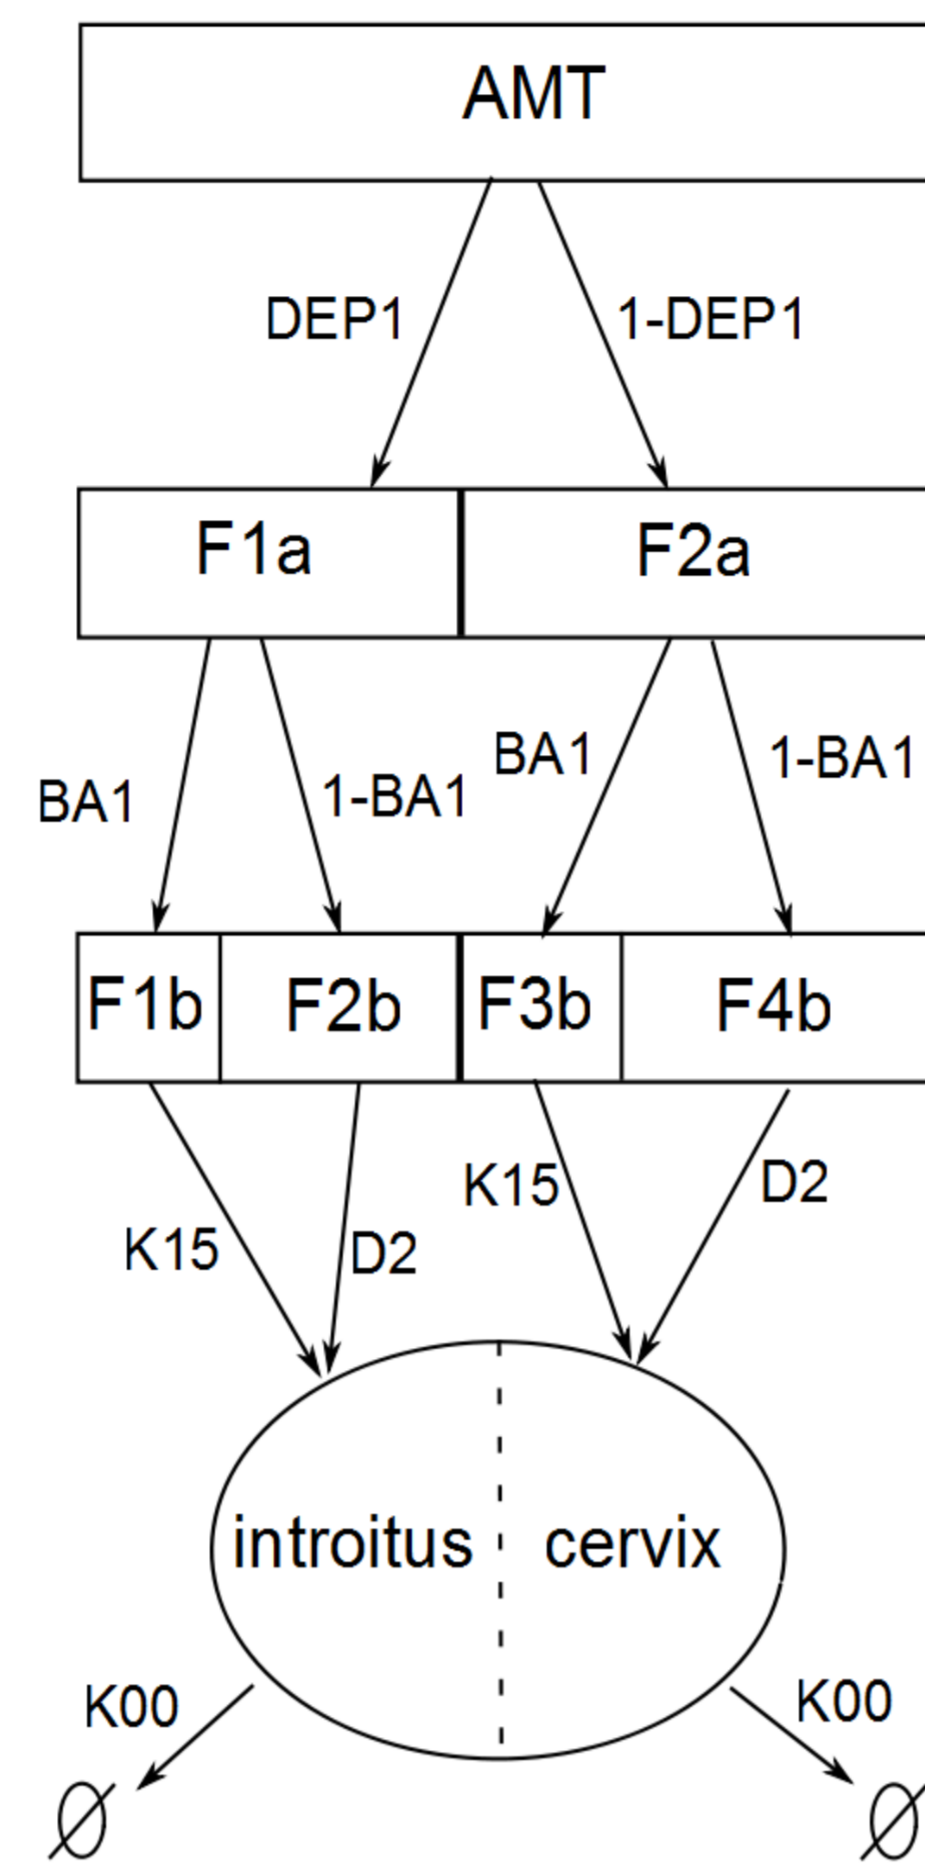 AMT
DEP1 1-DEP1
F1a F2a
BA1 1-BA1 BA1 1-BA1
F1b F2b F3b F4b
K15 D2 K15 D2
introitus cervix
K00 K00
∅ ∅